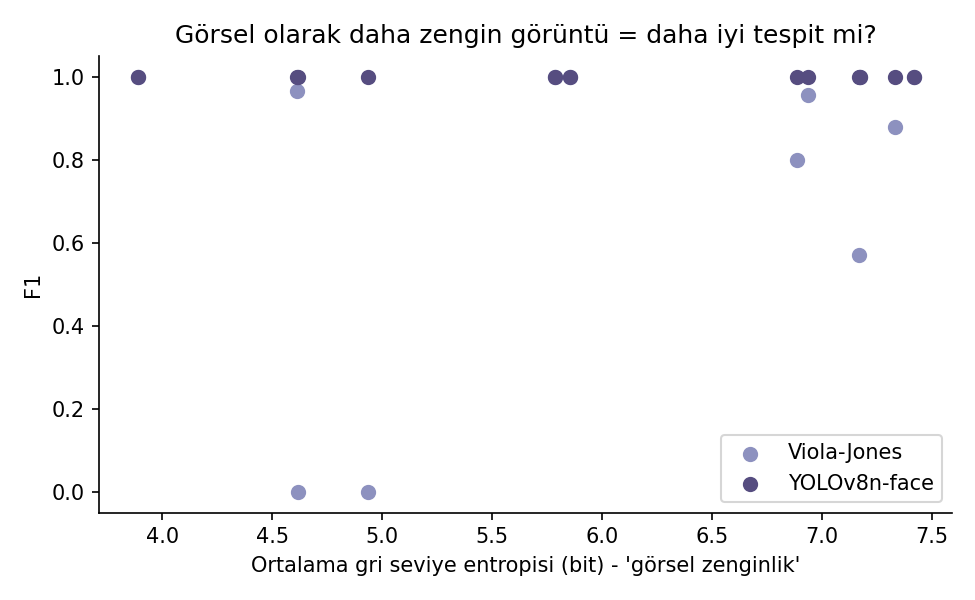 Görsel olarak daha zengin görüntü = daha iyi tespit mi?
1.0
0.8
0.6
0.4
0.2
0.0
F1
Viola-Jones
YOLOv8n-face
4.0 4.5 5.0 5.5 6.0 6.5 7.0 7.5
Ortalama gri seviye entropisi (bit) - 'görsel zenginlik'